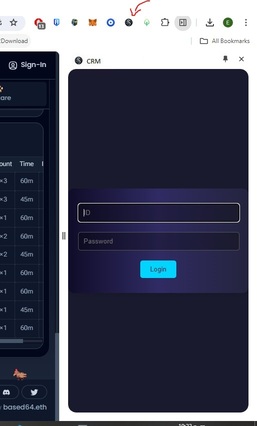 E
Download
All Bookmarks
Sign-In
are
CRM
ount Time
×3 60m
×3 45m
×1 60m
×2 60m
×2 45m
×1 60m
×1 60m
×1 45m
×1 60m
ID
Password
Login
based64.eth